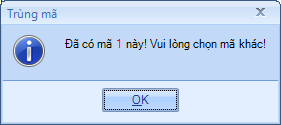 Trùng mã
Đã có mã 1 này! Vui lòng chọn mã khác!
OK